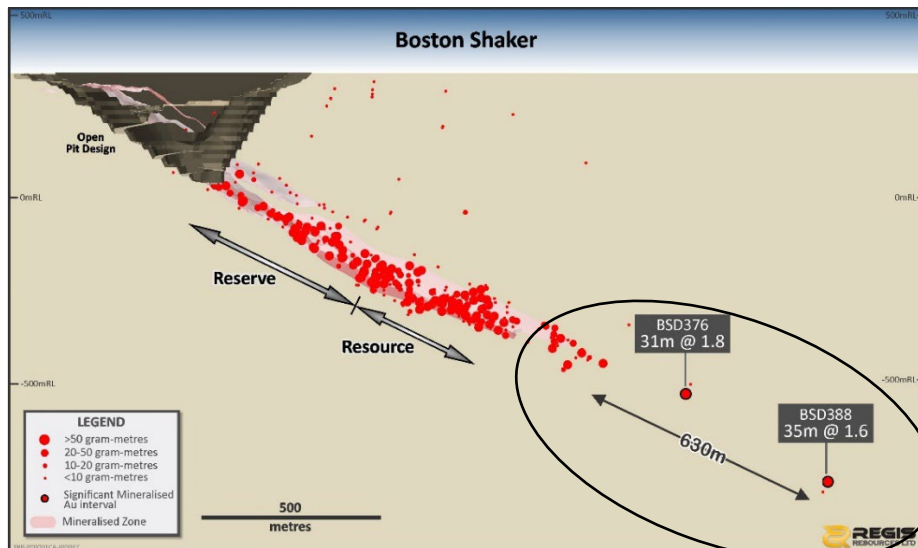 500mRL
500mRL
Boston Shaker
Open
Pit Design
0mRL
0mRL
Reserve
Resource
BSD376
31m @ 1.8
-500mRL
-500mRL
BSD388
35m @ 1.6
630m
LEGEND
>50 gram-metres
20-50 gram-metres
10-20 gram-metres
<10 gram-metres
Significant Mineralised
Au interval
Mineralised Zone
500
metres
REGIS
RESOURCES LTD